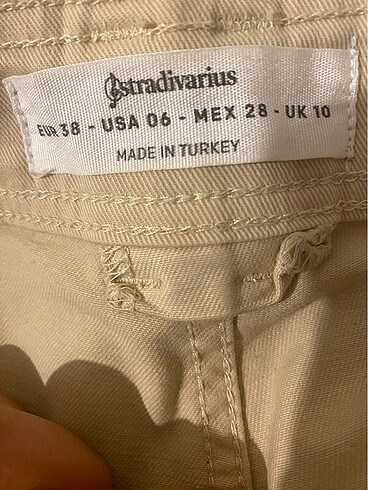 stradivarius
EUR 38 - USA 06 - MEX 28 - UK 10
MADE IN TURKEY